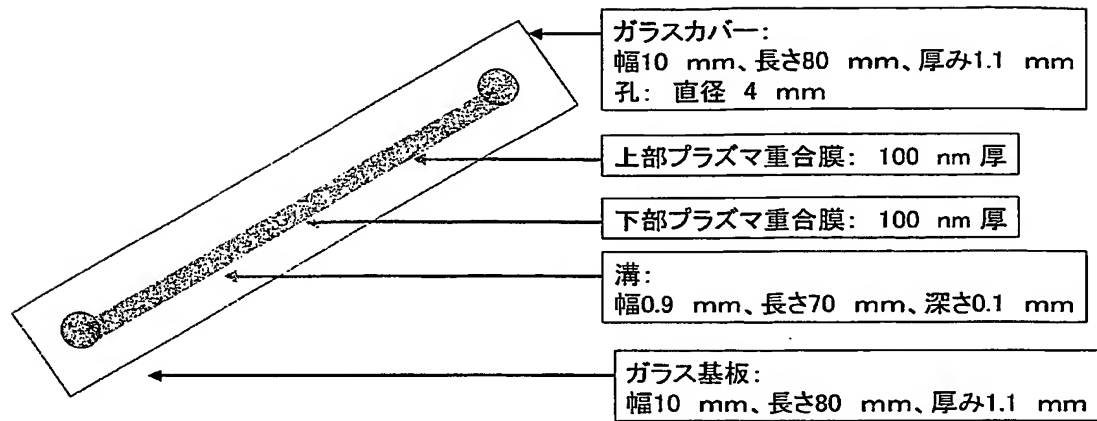 ガラスカバー:
幅10 mm、長さ80 mm、厚み1.1 mm
孔: 直径 4 mm
上部プラズマ重合膜: 100 nm 厚
下部プラズマ重合膜: 100 nm 厚
溝:
幅0.9 mm、長さ70 mm、深さ0.1 mm
ガラス基板:
幅10 mm、長さ80 mm、厚み1.1 mm